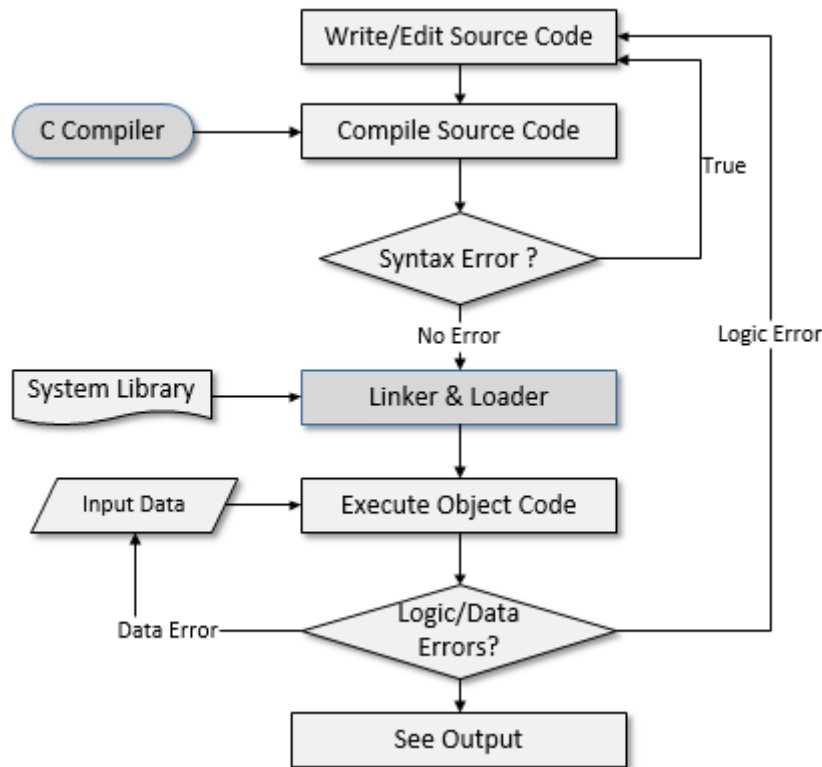 Write/Edit Source Code
C Compiler
Compile Source Code
True
Syntax Error ?
No Error
Logic Error
System Library
Linker & Loader
Input Data
Execute Object Code
Data Error
Logic/Data
Errors?
See Output